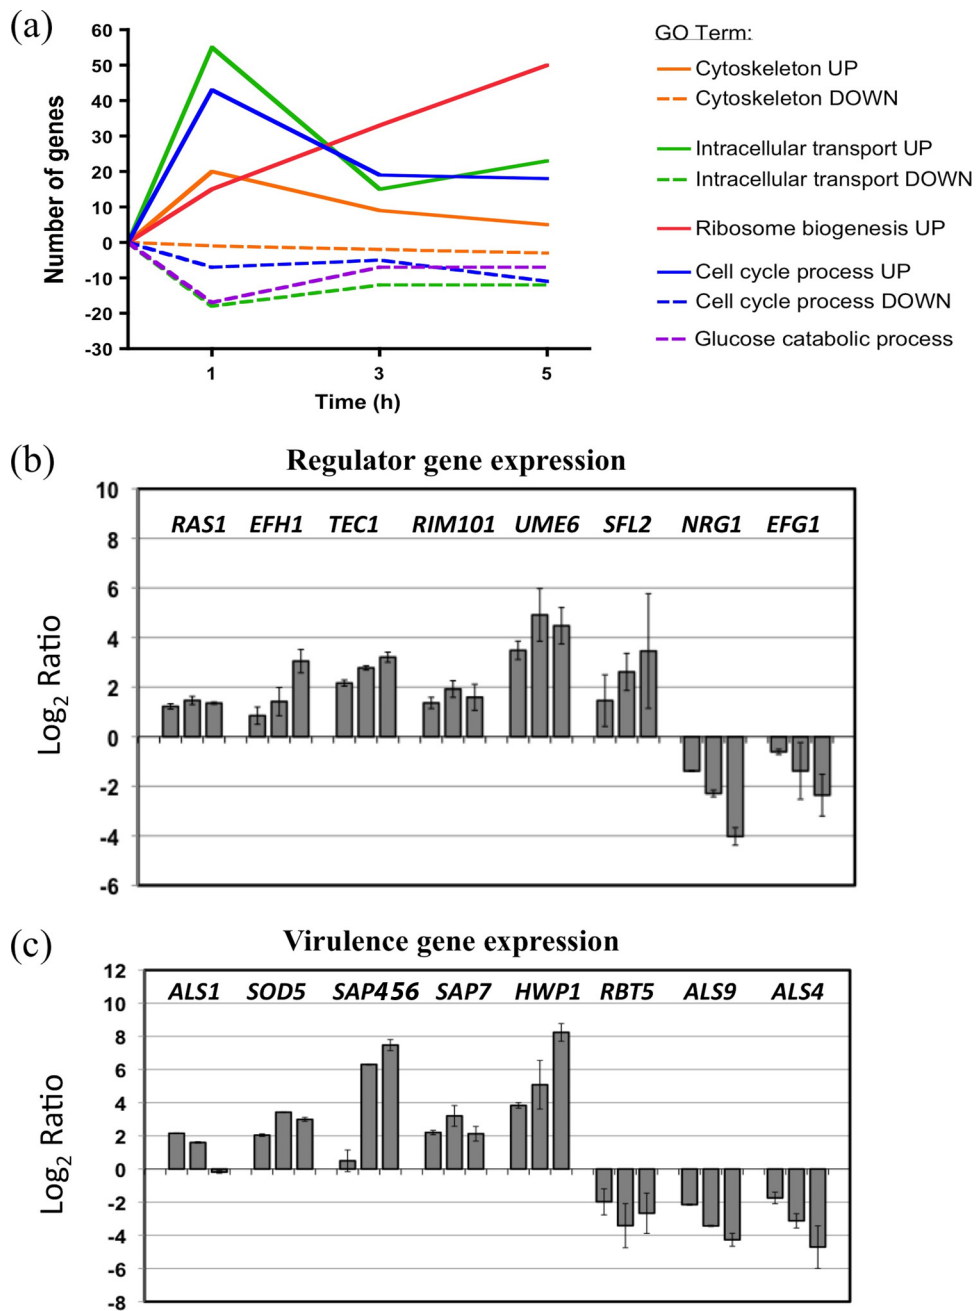 (a)
60
50
40
30
20
10
0
-10
-20
-30
Number of genes
1 3 5
Time (h)
GO Term:
Cytoskeleton UP
Cytoskeleton DOWN
Intracellular transport UP
Intracellular transport DOWN
Ribosome biogenesis UP
Cell cycle process UP
Cell cycle process DOWN
Glucose catabolic process
(b)
Regulator gene expression
10
8
6
4
2
0
-2
-4
-6
Log2 Ratio
RAS1 EFH1 TEC1 RIM101 UME6 SFL2 NRG1 EFG1
(c)
Virulence gene expression
12
10
8
6
4
2
0
-2
-4
-6
-8
Log2 Ratio
ALS1 SOD5 SAP456 SAP7 HWP1 RBT5 ALS9 ALS4